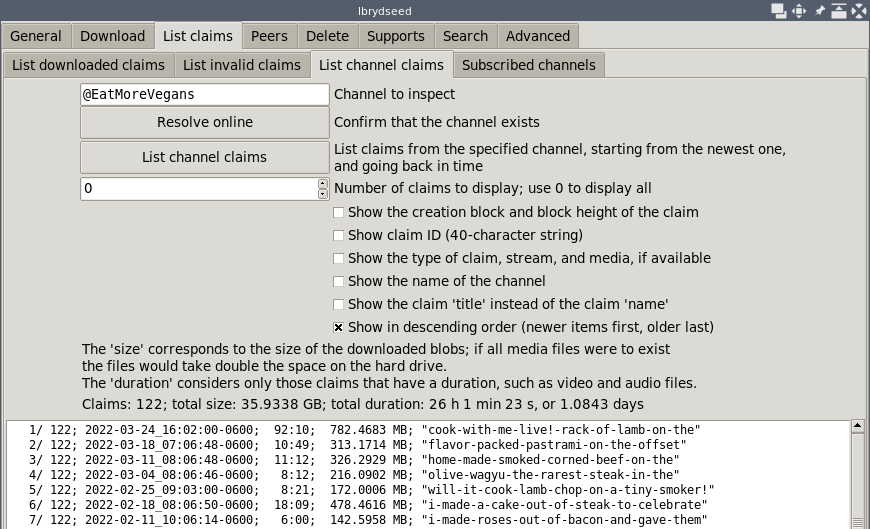 lbrydseed
General Download List claims Peers Delete Supports Search Advanced
List downloaded claims List invalid claims List channel claims Subscribed channels
@EatMoreVegans Channel to inspect
Resolve online Confirm that the channel exists
List channel claims List claims from the specified channel, starting from the newest one,
and going back in time
0 Number of claims to display; use 0 to display all
Show the creation block and block height of the claim
Show claim ID (40-character string)
Show the type of claim, stream, and media, if available
Show the name of the channel
Show the claim 'title' instead of the claim 'name'
Show in descending order (newer items first, older last)
The 'size' corresponds to the size of the downloaded blobs; if all media files were to exist
the files would take double the space on the hard drive.
The 'duration' considers only those claims that have a duration, such as video and audio files.
Claims: 122; total size: 35.9338 GB; total duration: 26 h 1 min 23 s, or 1.0843 days
1/ 122; 2022-03-24_16:02:00-0600; 92:10; 782.4683 MB; "cook-with-me-live!-rack-of-lamb-on-the"
2/ 122; 2022-03-18_07:06:48-0600; 10:49; 313.1714 MB; "flavor-packed-pastrami-on-the-offset"
3/ 122; 2022-03-11_08:06:48-0600; 11:12; 326.2929 MB; "home-made-smoked-corned-beef-on-the"
4/ 122; 2022-03-04_08:06:46-0600; 8:12; 216.0902 MB; "olive-wagyu-the-rarest-steak-in-the"
5/ 122; 2022-02-25_09:03:00-0600; 8:21; 172.0006 MB; "will-it-cook-lamb-chop-on-a-tiny-smoker!"
6/ 122; 2022-02-18_08:06:50-0600; 18:09; 478.4616 MB; "i-made-a-cake-out-of-steak-to-celebrate"
7/ 122; 2022-02-11_10:06:14-0600; 6:00; 142.5958 MB; "i-made-roses-out-of-bacon-and-gave-them"